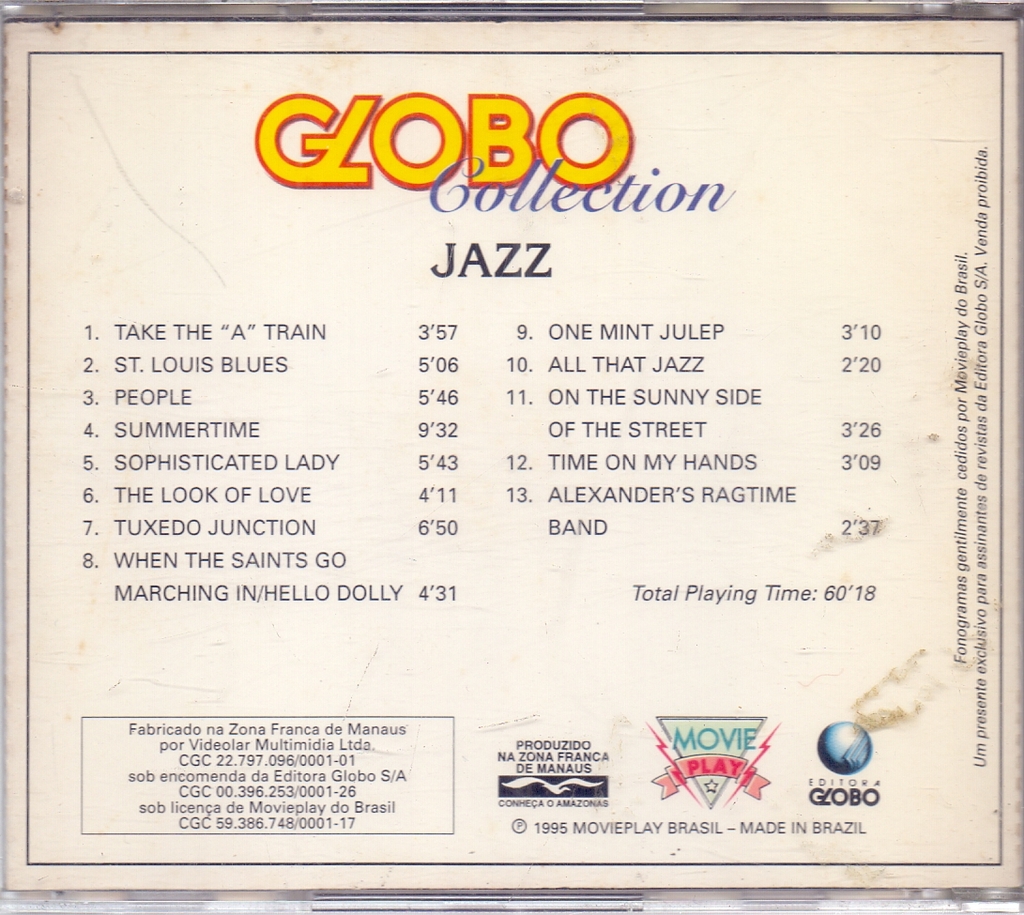 GLOBO
Collection
JAZZ
1. TAKE THE “A” TRAIN 3’57
2. ST. LOUIS BLUES 5’06
3. PEOPLE 5’46
4. SUMMERTIME 9’32
5. SOPHISTICATED LADY 5’43
6. THE LOOK OF LOVE 4’11
7. TUXEDO JUNCTION 6’50
8. WHEN THE SAINTS GO
MARCHING IN/HELLO DOLLY 4’31
9. ONE MINT JULEP 3’10
10. ALL THAT JAZZ 2’20
11. ON THE SUNNY SIDE
OF THE STREET 3’26
12. TIME ON MY HANDS 3’09
13. ALEXANDER’S RAGTIME
BAND 2’37
Total Playing Time: 60’18
Fonogramas gentilmente cedidos por Movieplay do Brasil.
Um presente exclusivo para assinantes de revistas da Editora Globo S/A. Venda proibida.
Fabricado na Zona Franca de Manaus
por Videolar Multimidia Ltda.
CGC 22.797.096/0001-01
sob encomenda da Editora Globo S/A
CGC 00.396.253/0001-26
sob licença de Movieplay do Brasil
CGC 59.386.748/0001-17
PRODUZIDO
NA ZONA FRANCA
DE MANAUS
CONHEÇA O AMAZONAS
MOVIE
PLAY
EDITORA
GLOBO
℗ 1995 MOVIEPLAY BRASIL – MADE IN BRAZIL